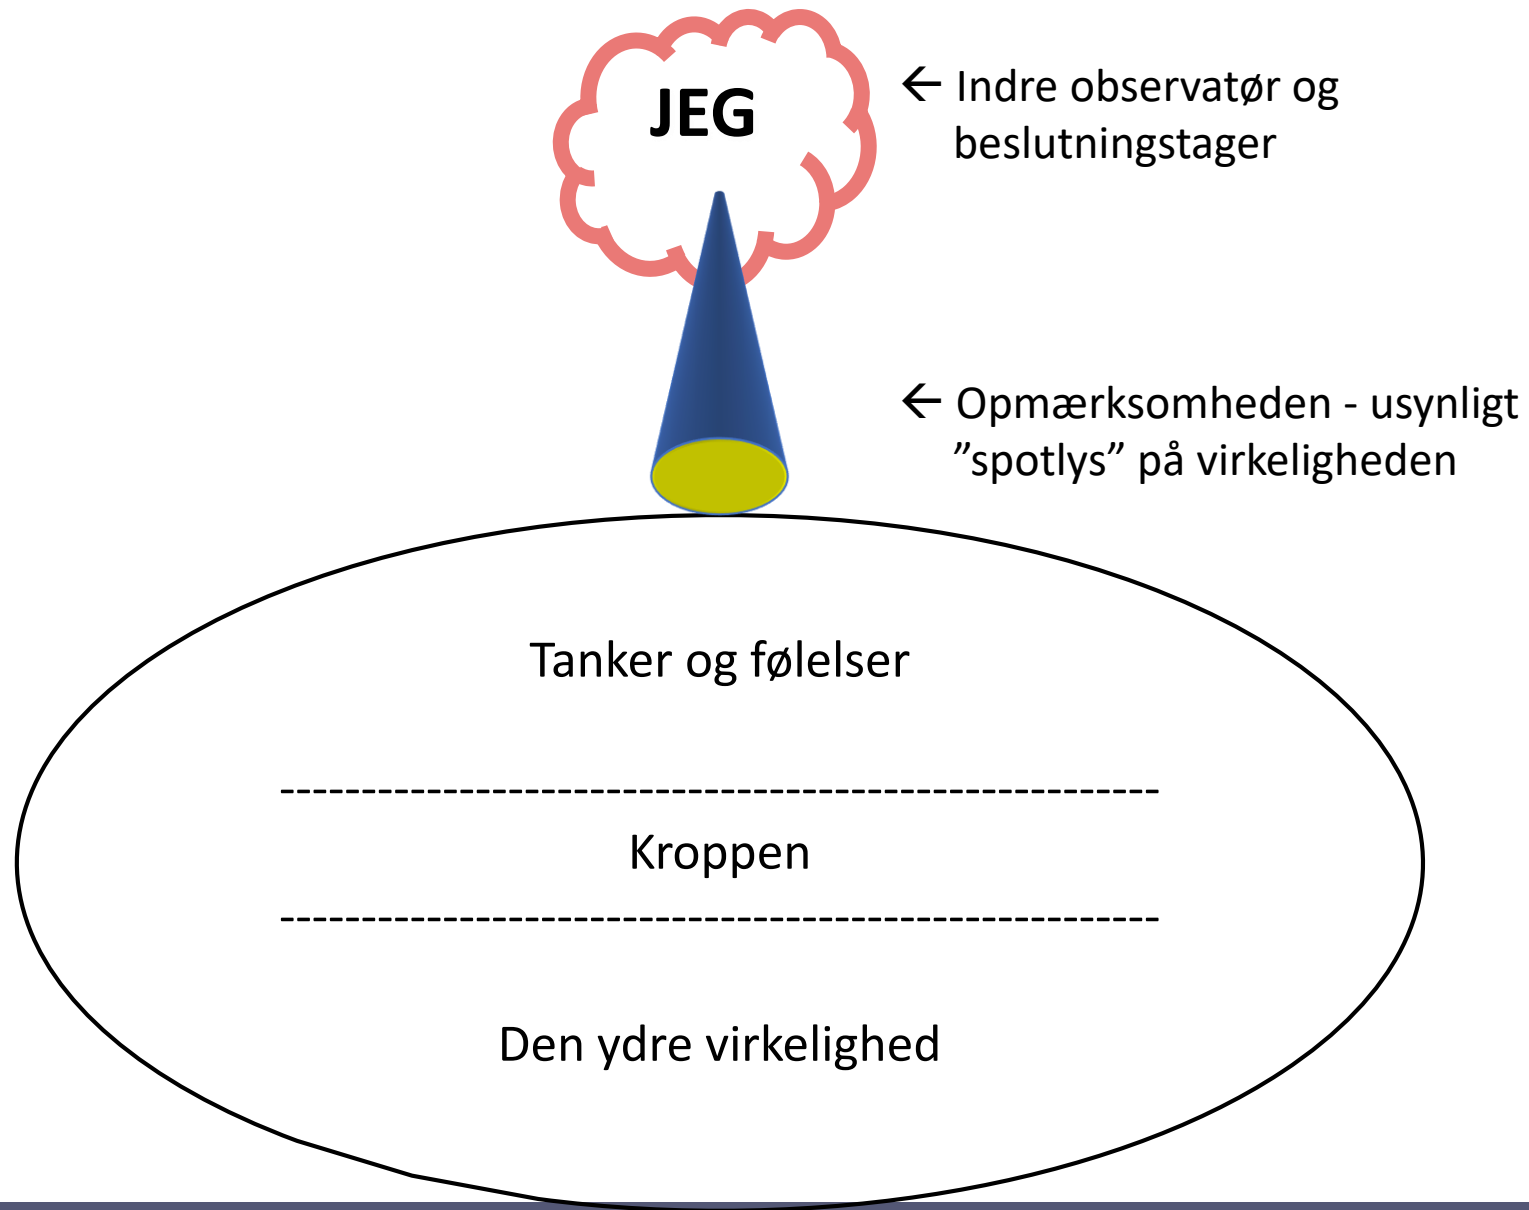 JEG
← Indre observatør og
beslutningstager
← Opmærksomheden - usynligt
”spotlys” på virkeligheden
Tanker og følelser
------------------------------------------------------
Kroppen
------------------------------------------------------
Den ydre virkelighed